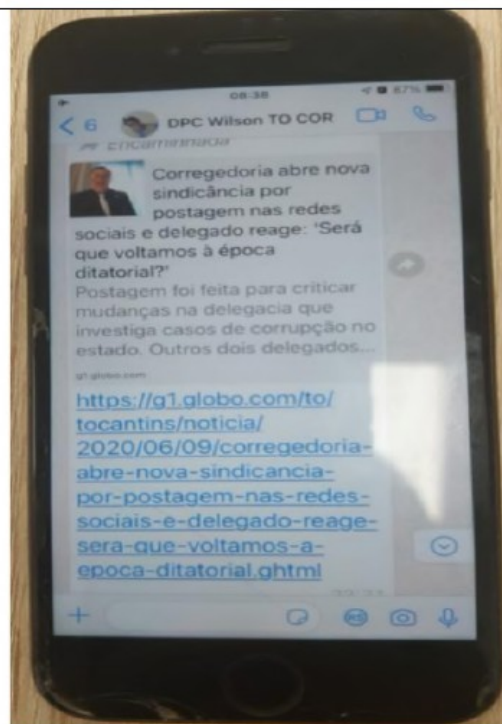 08:38
87%
6
DPC Wilson TO COR
Encaminhada
Corregedoria abre nova
sindicância por
postagem nas redes
sociais e delegado reage: 'Será
que voltamos à época
ditatorial?'
Postagem foi feita para criticar
mudanças na delegacia que
investiga casos de corrupção no
estado. Outros dois delegados...
g1.globo.com
https://g1.globo.com/to/
tocantins/noticia/
2020/06/09/corregedoria-
abre-nova-sindicancia-
por-postagem-nas-redes-
sociais-e-delegado-reage-
sera-que-voltamos-a-
epoca-ditatorial.ghtml